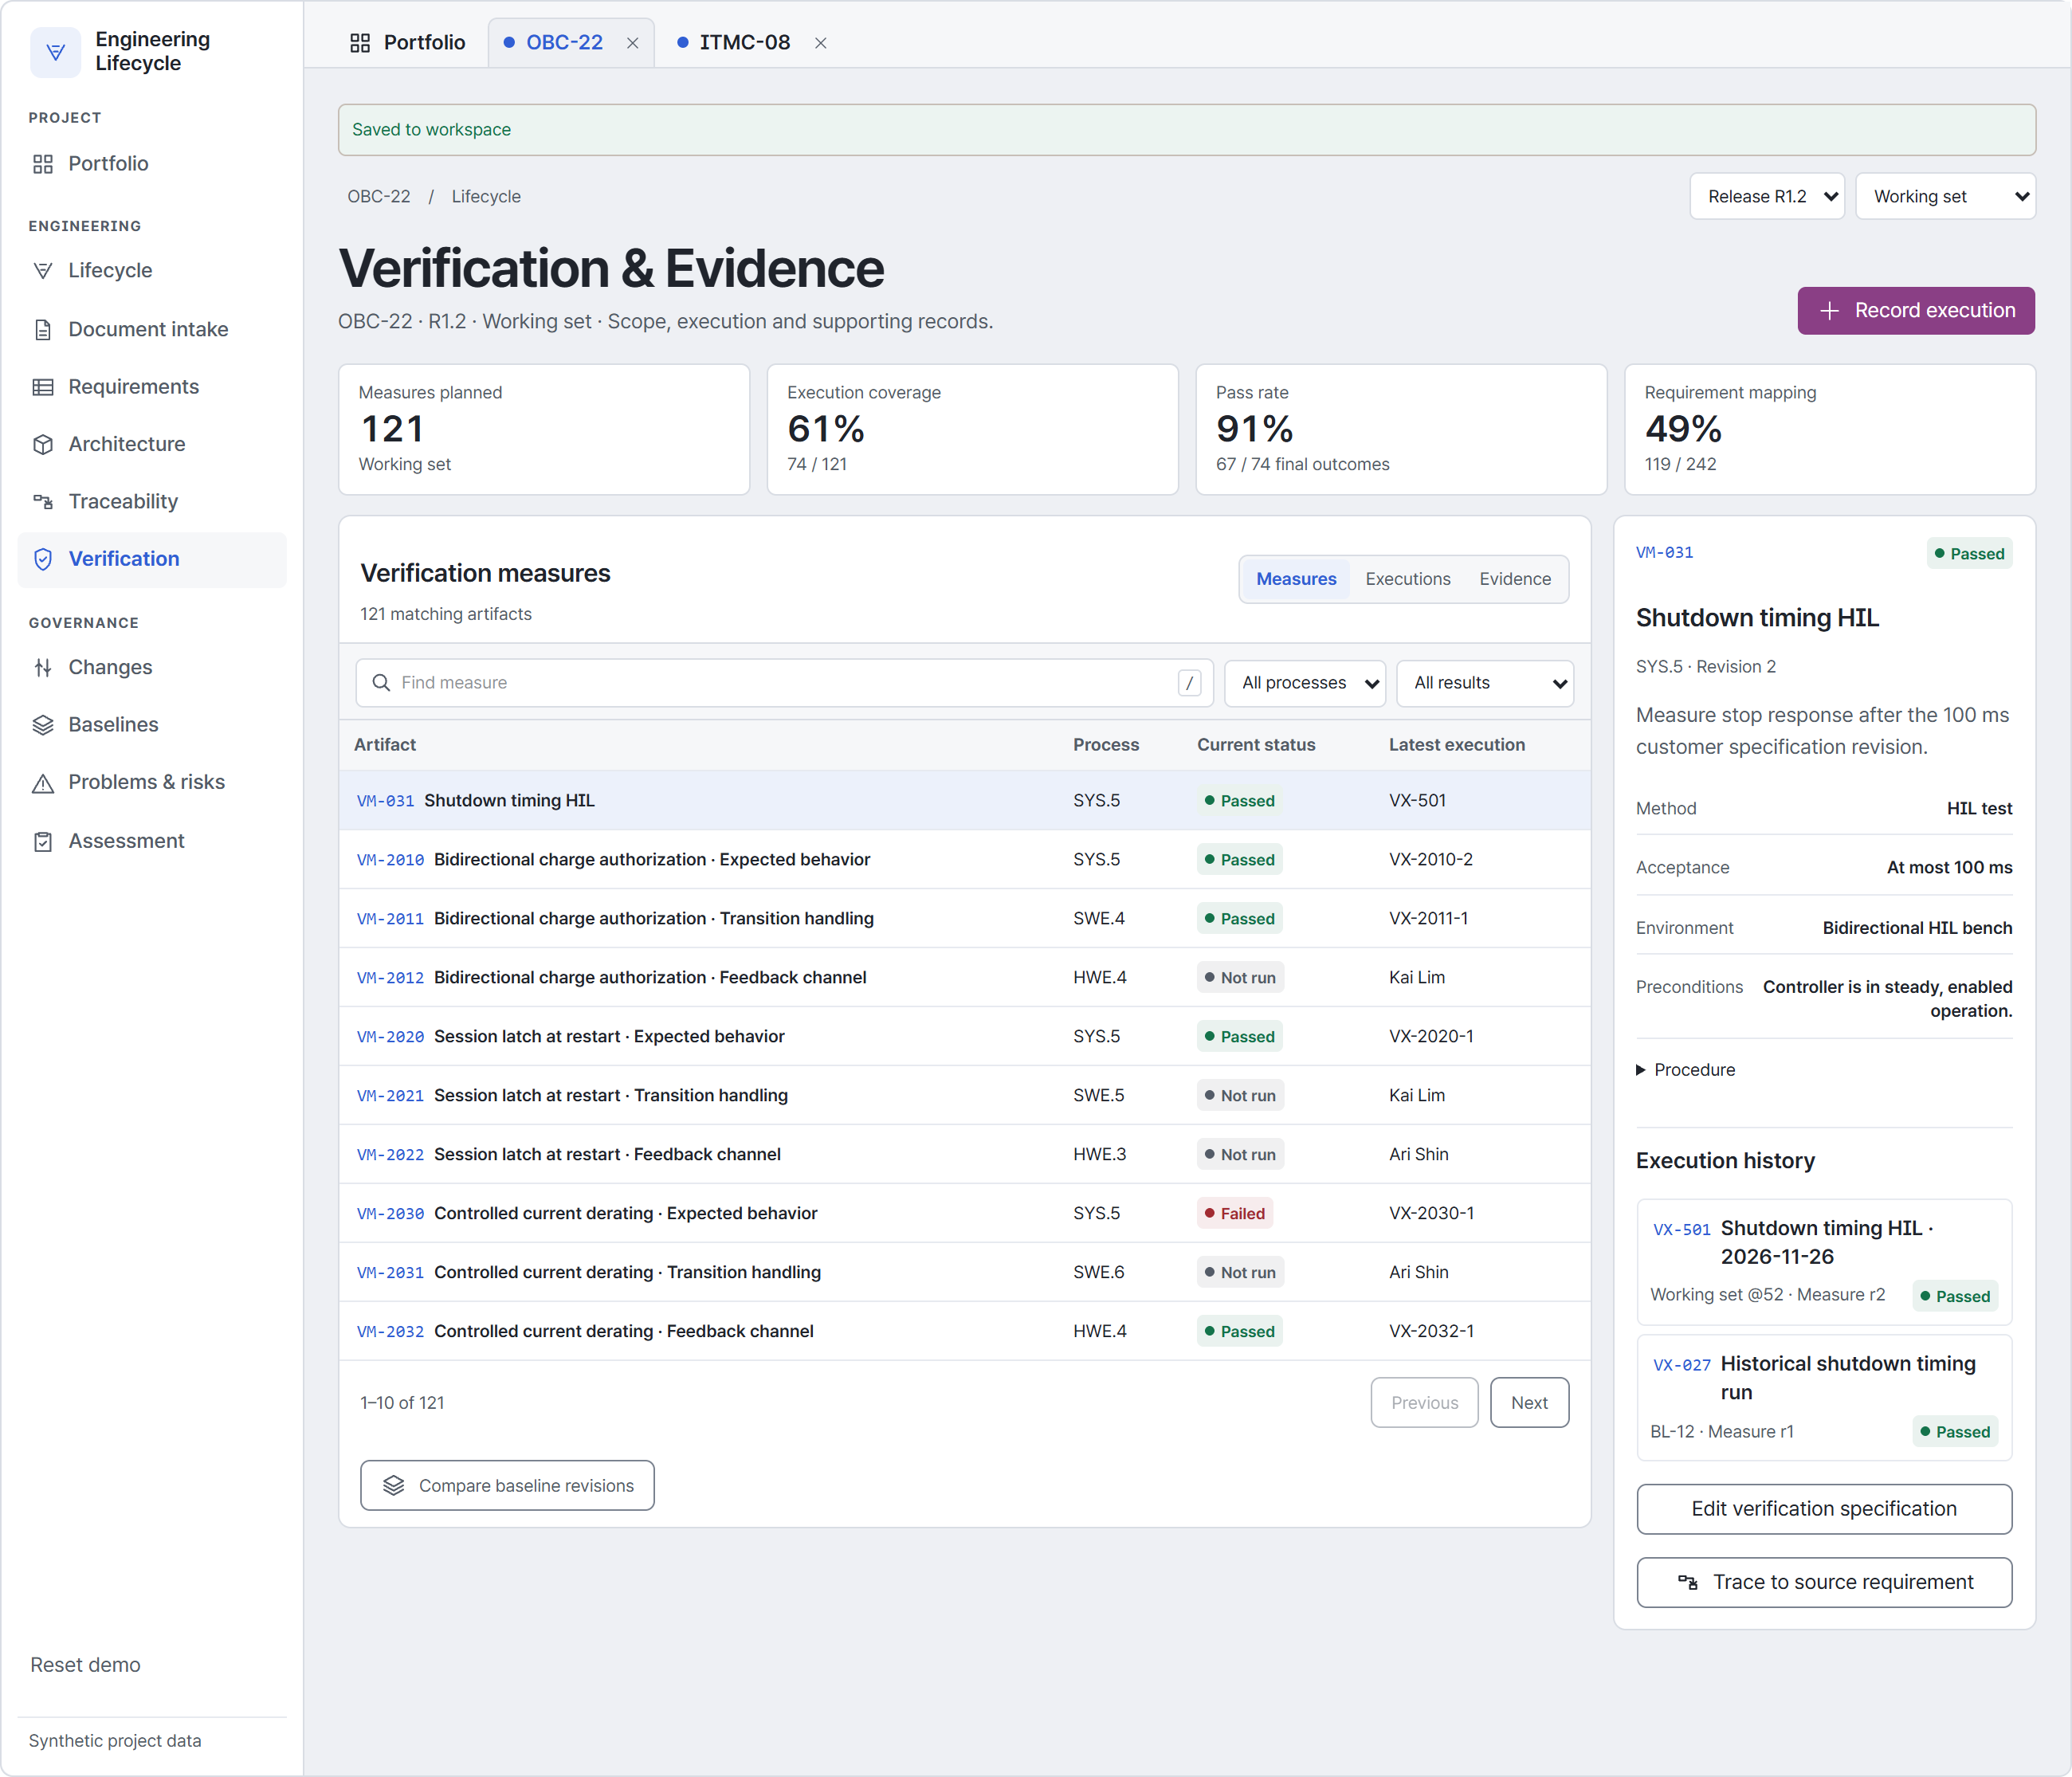 Engineering
Lifecycle
PROJECT
Portfolio
ENGINEERING
Lifecycle
Document intake
Requirements
Architecture
Traceability
Verification
GOVERNANCE
Changes
Baselines
Problems & risks
Assessment
Reset demo
Synthetic project data
Portfolio
OBC-22
ITMC-08
Saved to workspace
OBC-22 / Lifecycle
Release R1.2
Working set
Verification & Evidence
OBC-22 · R1.2 · Working set · Scope, execution and supporting records.
Record execution
Measures planned
121
Working set
Execution coverage
61%
74 / 121
Pass rate
91%
67 / 74 final outcomes
Requirement mapping
49%
119 / 242
Verification measures
121 matching artifacts
Measures Executions Evidence
Find measure /
All processes
All results
Artifact Process Current status Latest execution
VM-031 Shutdown timing HIL SYS.5 Passed VX-501
VM-2010 Bidirectional charge authorization · Expected behavior SYS.5 Passed VX-2010-2
VM-2011 Bidirectional charge authorization · Transition handling SWE.4 Passed VX-2011-1
VM-2012 Bidirectional charge authorization · Feedback channel HWE.4 Not run Kai Lim
VM-2020 Session latch at restart · Expected behavior SYS.5 Passed VX-2020-1
VM-2021 Session latch at restart · Transition handling SWE.5 Not run Kai Lim
VM-2022 Session latch at restart · Feedback channel HWE.3 Not run Ari Shin
VM-2030 Controlled current derating · Expected behavior SYS.5 Failed VX-2030-1
VM-2031 Controlled current derating · Transition handling SWE.6 Not run Ari Shin
VM-2032 Controlled current derating · Feedback channel HWE.4 Passed VX-2032-1
1–10 of 121
Previous
Next
Compare baseline revisions
VM-031 Passed
Shutdown timing HIL
SYS.5 · Revision 2
Measure stop response after the 100 ms
customer specification revision.
Method HIL test
Acceptance At most 100 ms
Environment Bidirectional HIL bench
Preconditions Controller is in steady, enabled
operation.
Procedure
Execution history
VX-501 Shutdown timing HIL ·
2026-11-26
Working set @52 · Measure r2 Passed
VX-027 Historical shutdown timing
run
BL-12 · Measure r1 Passed
Edit verification specification
Trace to source requirement